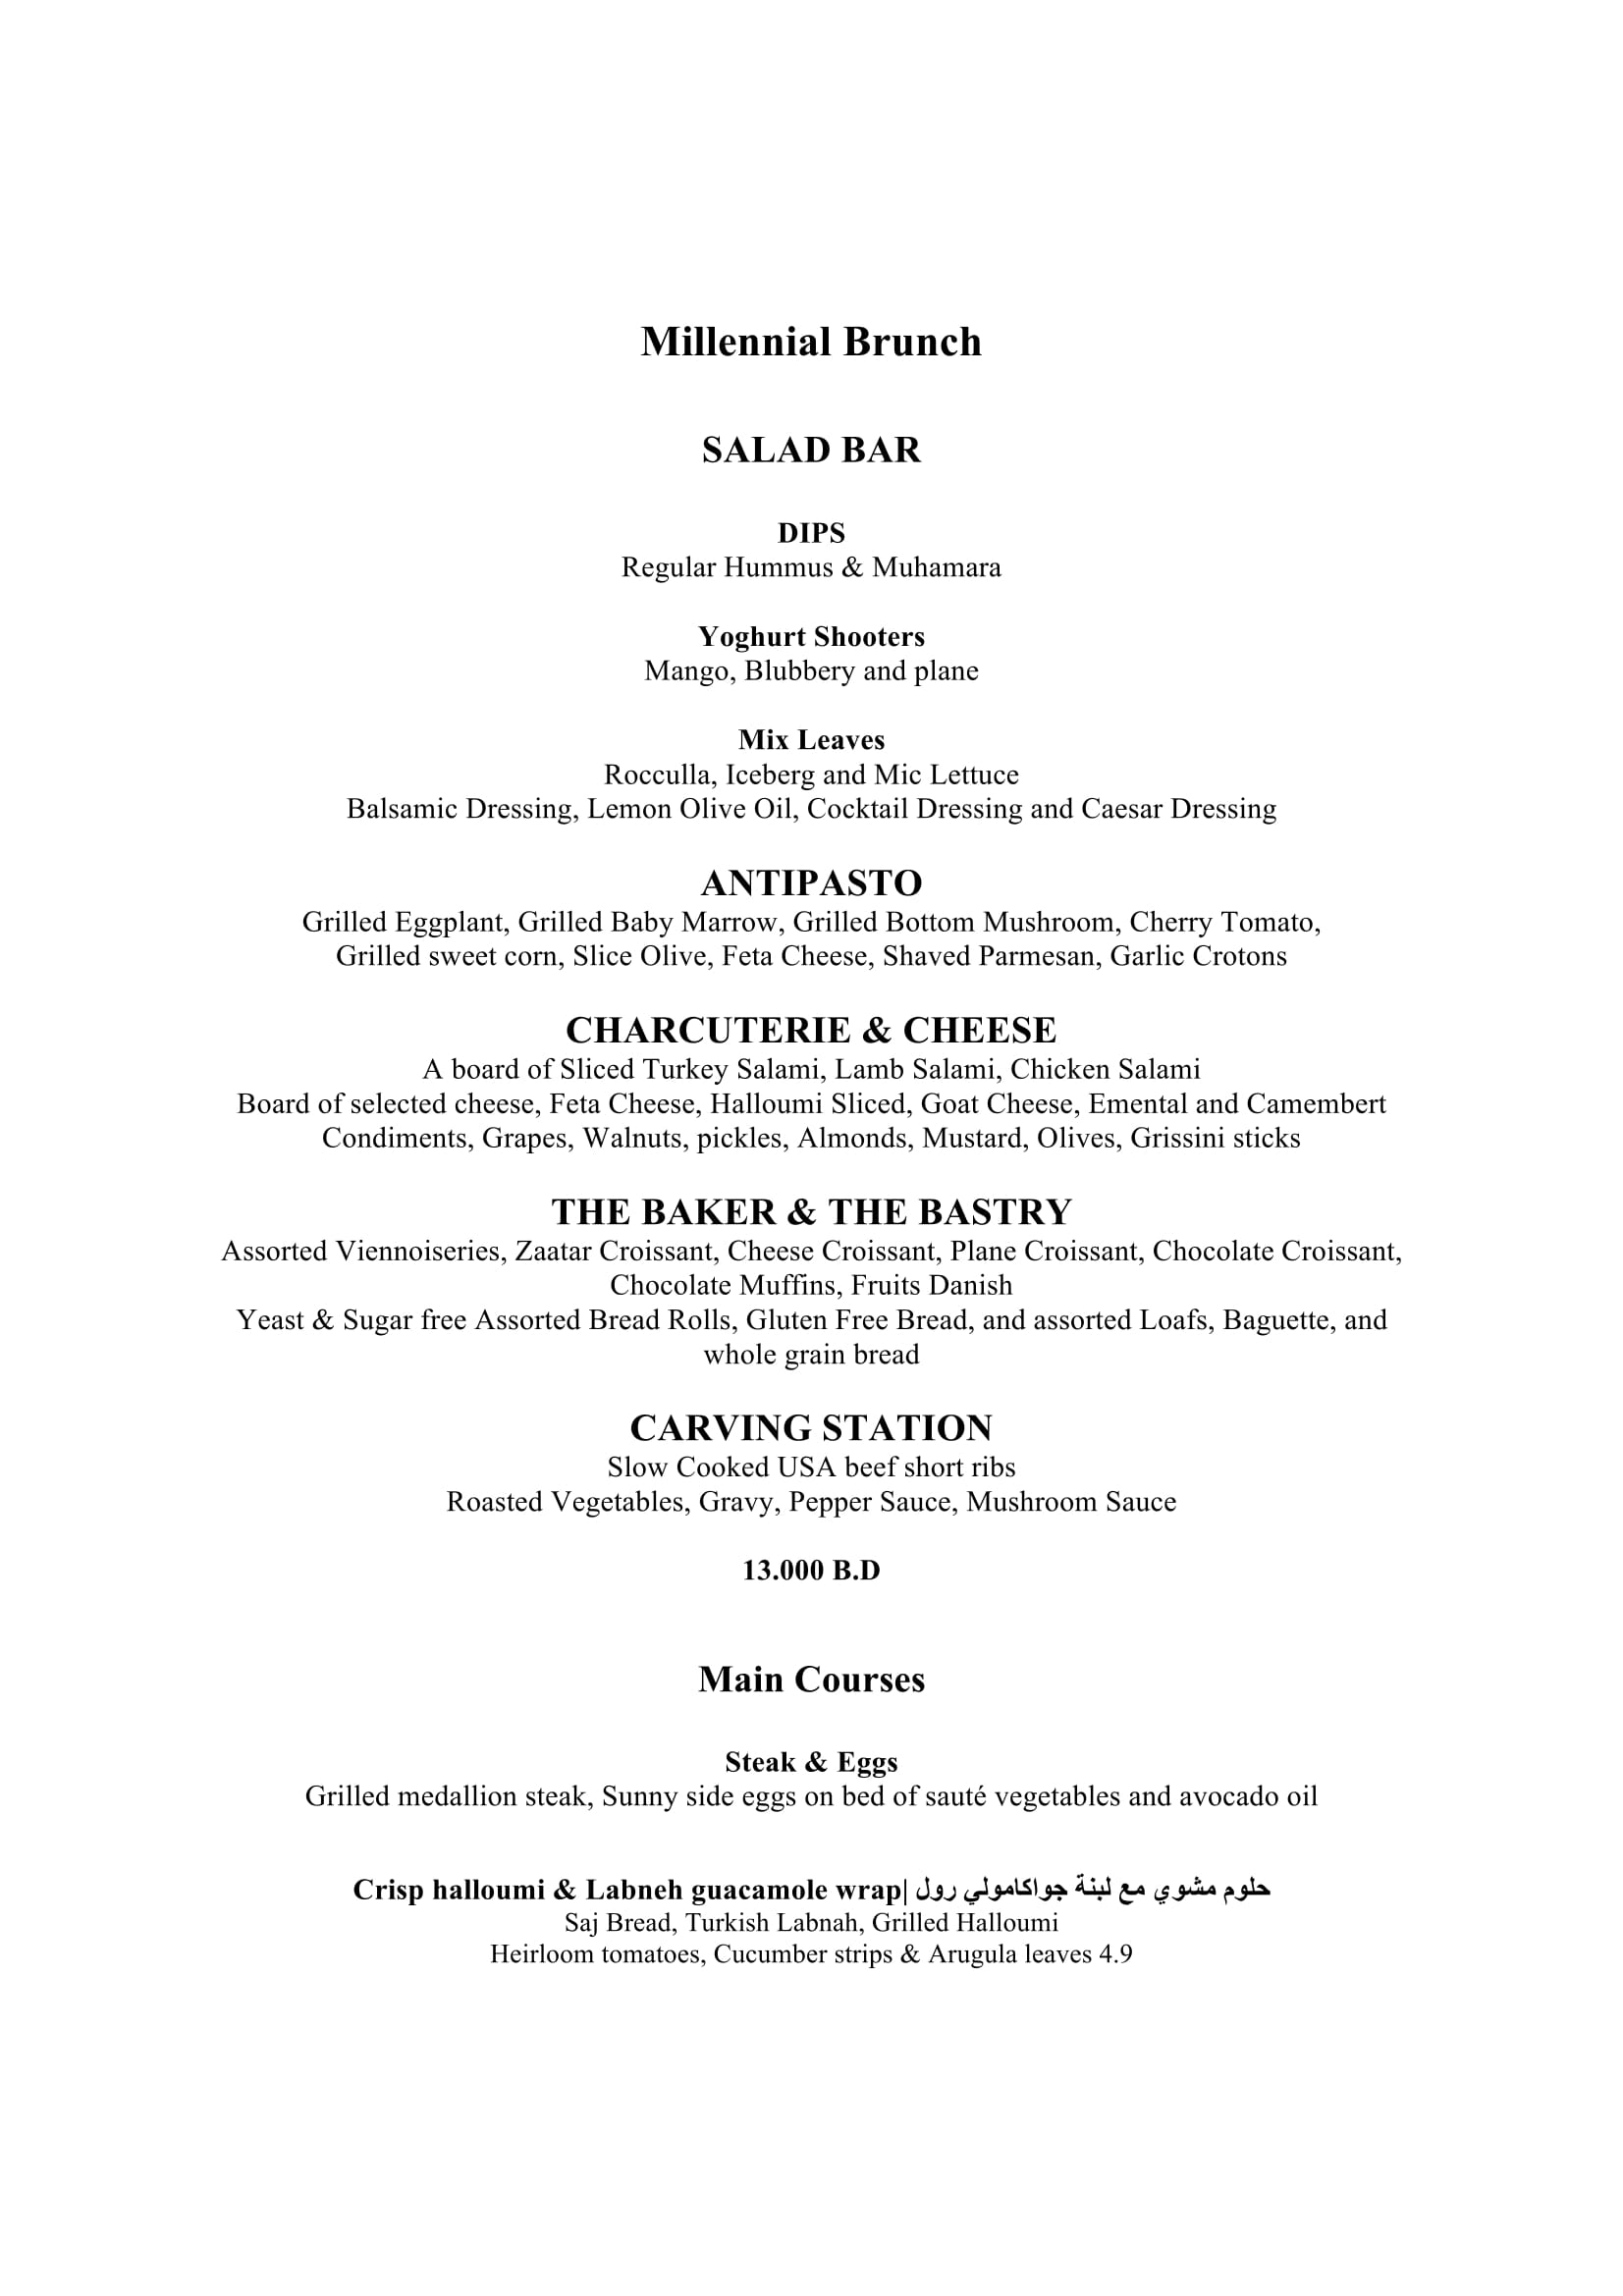 Millennial Brunch
SALAD BAR
DIPS
Regular Hummus & Muhamara
Yoghurt Shooters
Mango, Blubbery and plane
Mix Leaves
Rocculla, Iceberg and Mic Lettuce
Balsamic Dressing, Lemon Olive Oil, Cocktail Dressing and Caesar Dressing
ANTIPASTO
Grilled Eggplant, Grilled Baby Marrow, Grilled Bottom Mushroom, Cherry Tomato,
Grilled sweet corn, Slice Olive, Feta Cheese, Shaved Parmesan, Garlic Crotons
CHARCUTERIE & CHEESE
A board of Sliced Turkey Salami, Lamb Salami, Chicken Salami
Board of selected cheese, Feta Cheese, Halloumi Sliced, Goat Cheese, Emental and Camembert
Condiments, Grapes, Walnuts, pickles, Almonds, Mustard, Olives, Grissini sticks
THE BAKER & THE BASTRY
Assorted Viennoiseries, Zaatar Croissant, Cheese Croissant, Plane Croissant, Chocolate Croissant,
Chocolate Muffins, Fruits Danish
Yeast & Sugar free Assorted Bread Rolls, Gluten Free Bread, and assorted Loafs, Baguette, and
whole grain bread
CARVING STATION
Slow Cooked USA beef short ribs
Roasted Vegetables, Gravy, Pepper Sauce, Mushroom Sauce
13.000 B.D
Main Courses
Steak & Eggs
Grilled medallion steak, Sunny side eggs on bed of sauté vegetables and avocado oil
Crisp halloumi & Labneh guacamole wrap| حلوم مشوي مع لبنة جواكامولي رول
Saj Bread, Turkish Labnah, Grilled Halloumi
Heirloom tomatoes, Cucumber strips & Arugula leaves 4.9